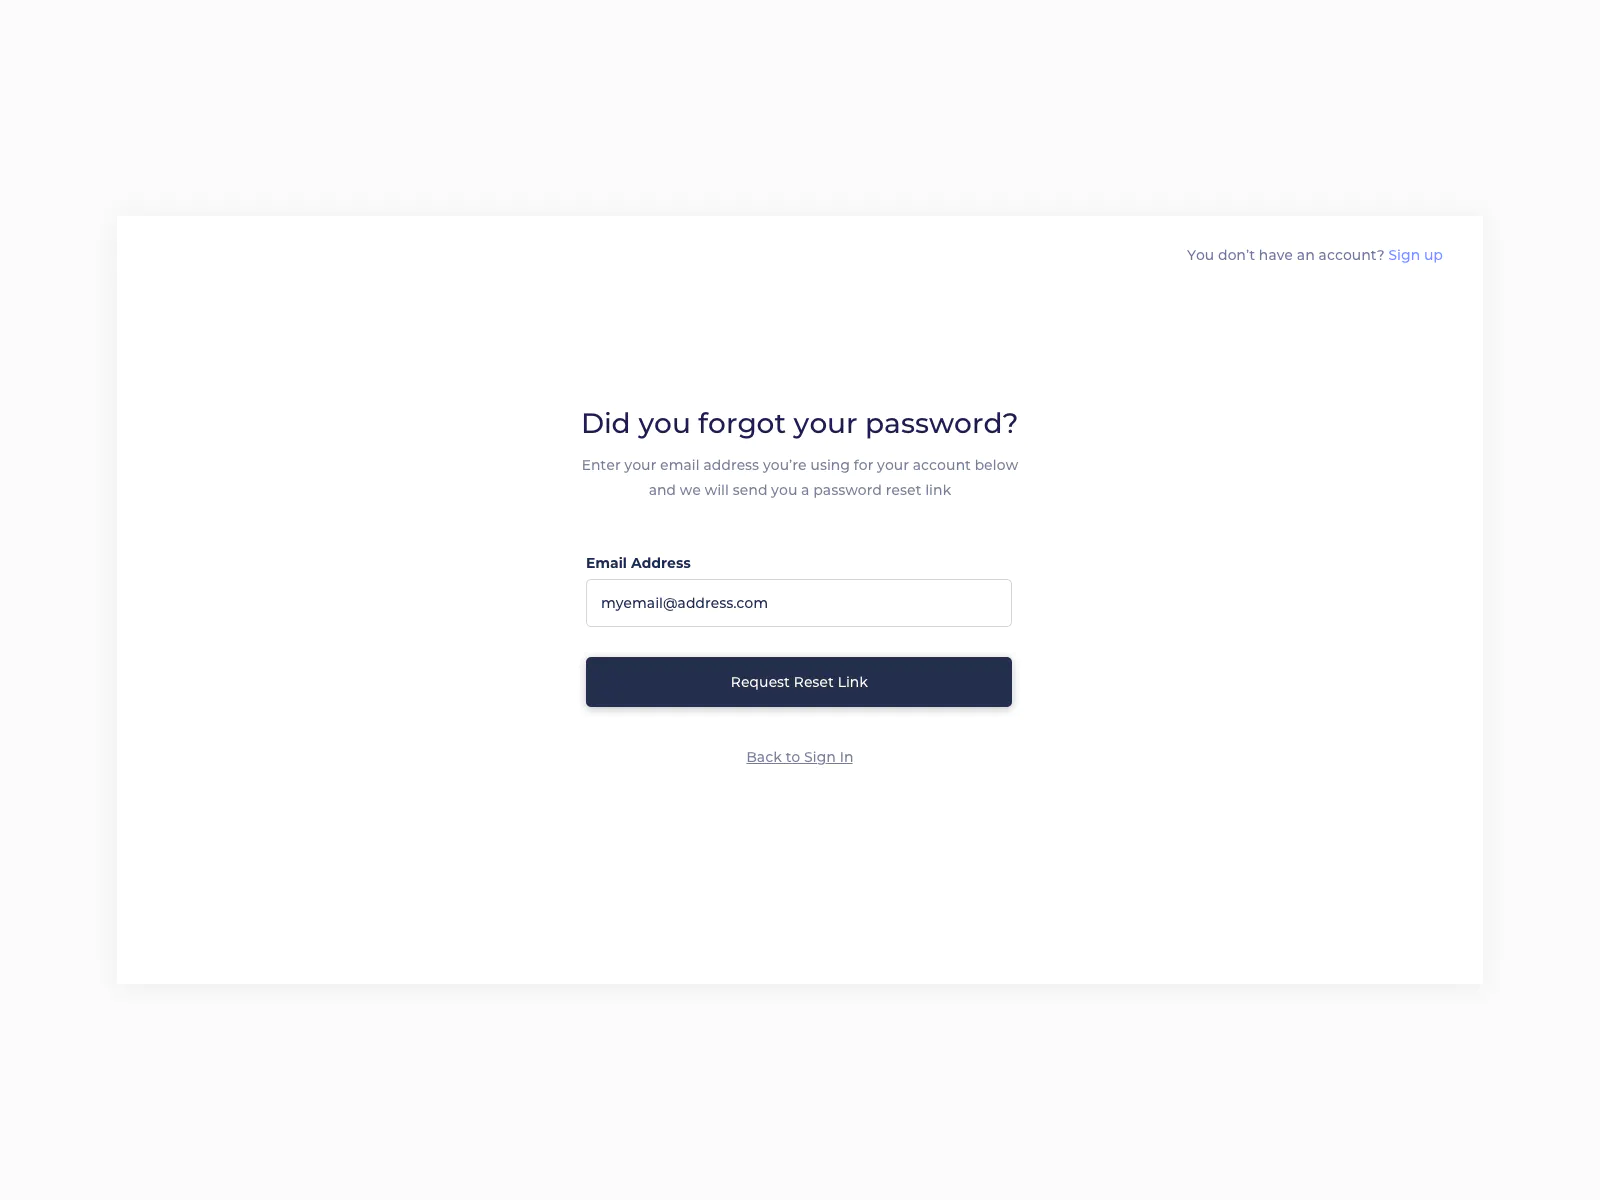 You don’t have an account? Sign up
Did you forgot your password?
Enter your email address you’re using for your account below
and we will send you a password reset link
Email Address
myemail@address.com
Request Reset Link
Back to Sign In